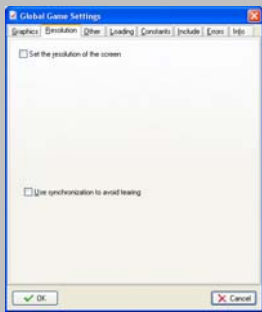 Global Game Settings
Graphics Resolution Other Loading Constants Include Errors Info
Set the resolution of the screen
Use synchronization to avoid tearing
OK Cancel